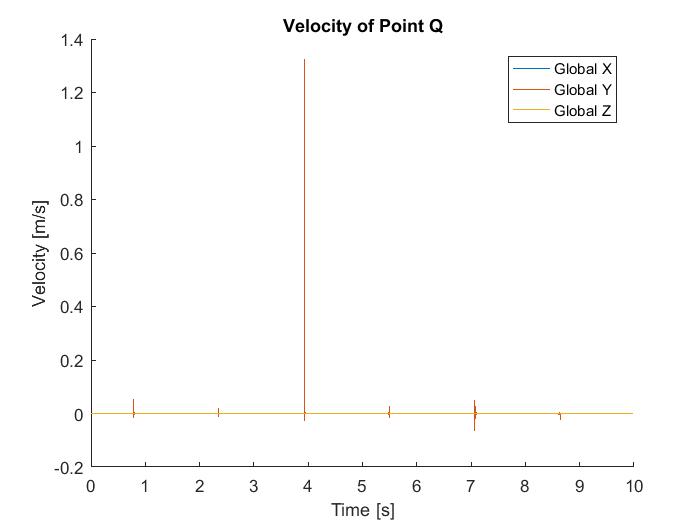 Velocity of Point Q
1.4
1.2
1
0.8
0.6
0.4
0.2
0
-0.2
Velocity [m/s]
Global X
Global Y
Global Z
0 1 2 3 4 5 6 7 8 9 10
Time [s]